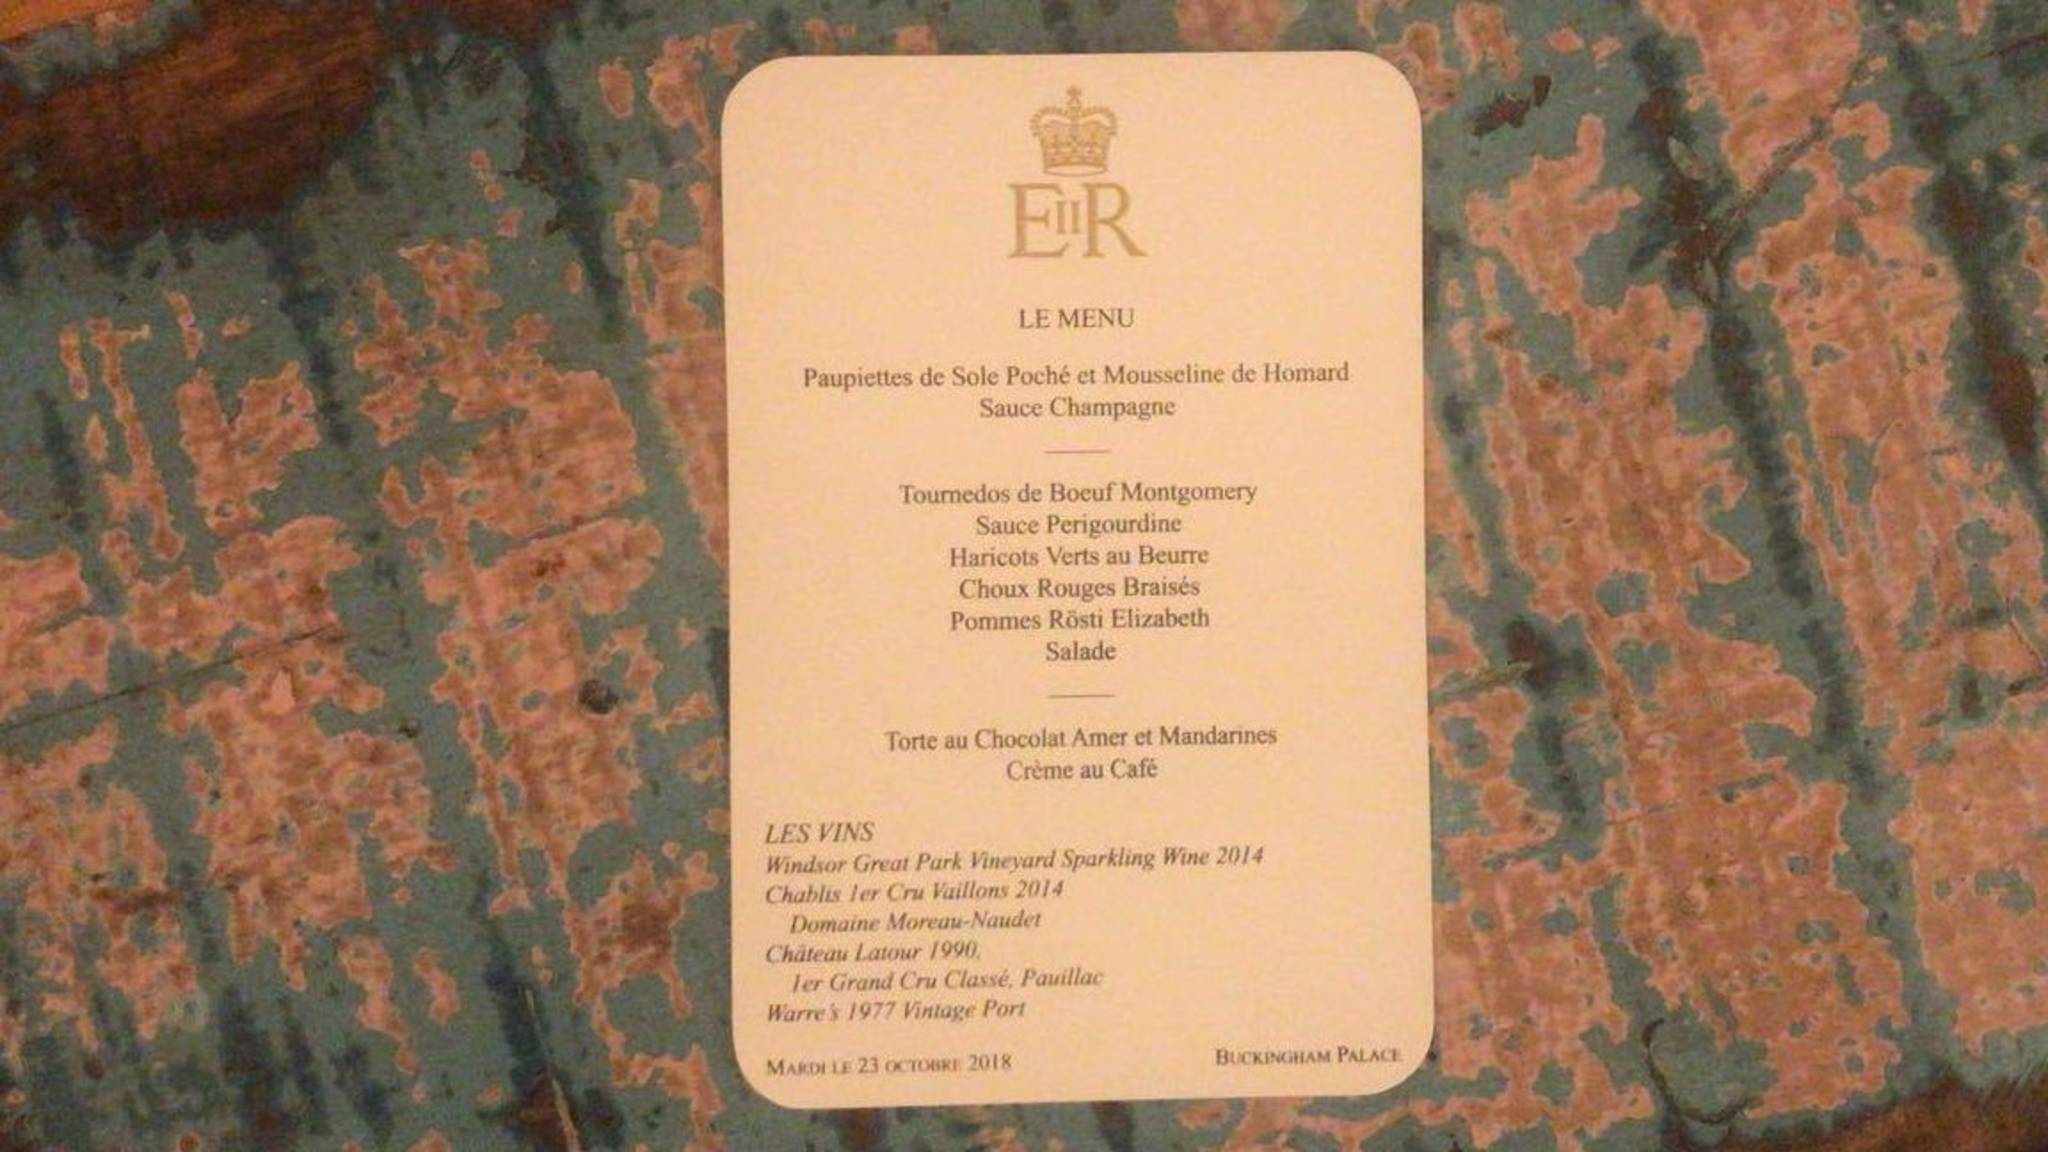 EIIR
LE MENU
Paupiettes de Sole Poché et Mousseline de Homard
Sauce Champagne
Tournedos de Boeuf Montgomery
Sauce Perigourdine
Haricots Verts au Beurre
Choux Rouges Braisés
Pommes Rösti Elizabeth
Salade
Torte au Chocolat Amer et Mandarines
Crème au Café
LES VINS
Windsor Great Park Vineyard Sparkling Wine 2014
Chablis 1er Cru Vaillons 2014
Domaine Moreau-Naudet
Château Latour 1990,
1er Grand Cru Classé, Pauillac
Warre's 1977 Vintage Port
MARDI LE 23 OCTOBRE 2018
BUCKINGHAM PALACE